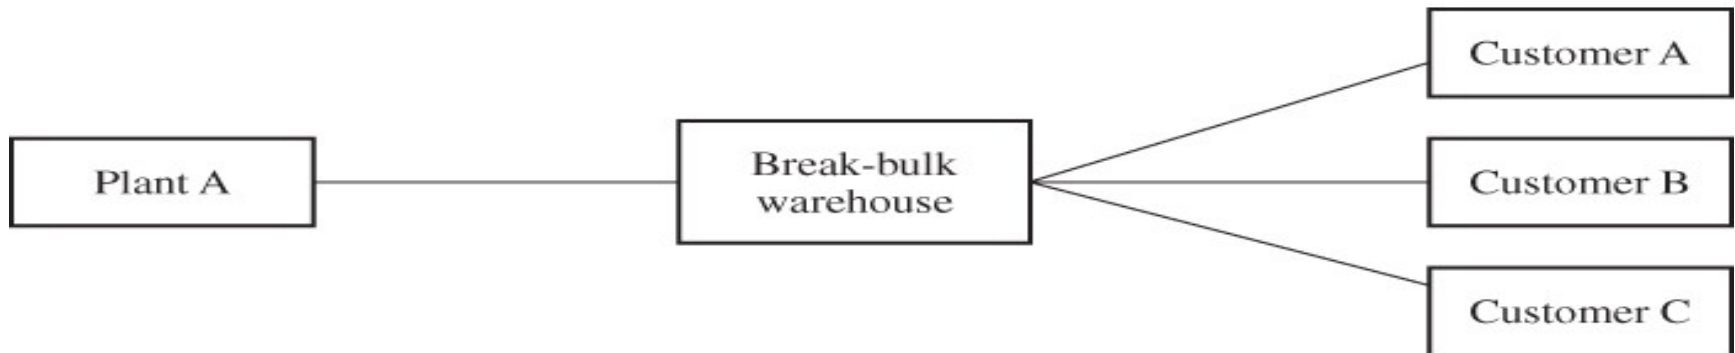 Plant A
Break-bulk
warehouse
Customer A
Customer B
Customer C